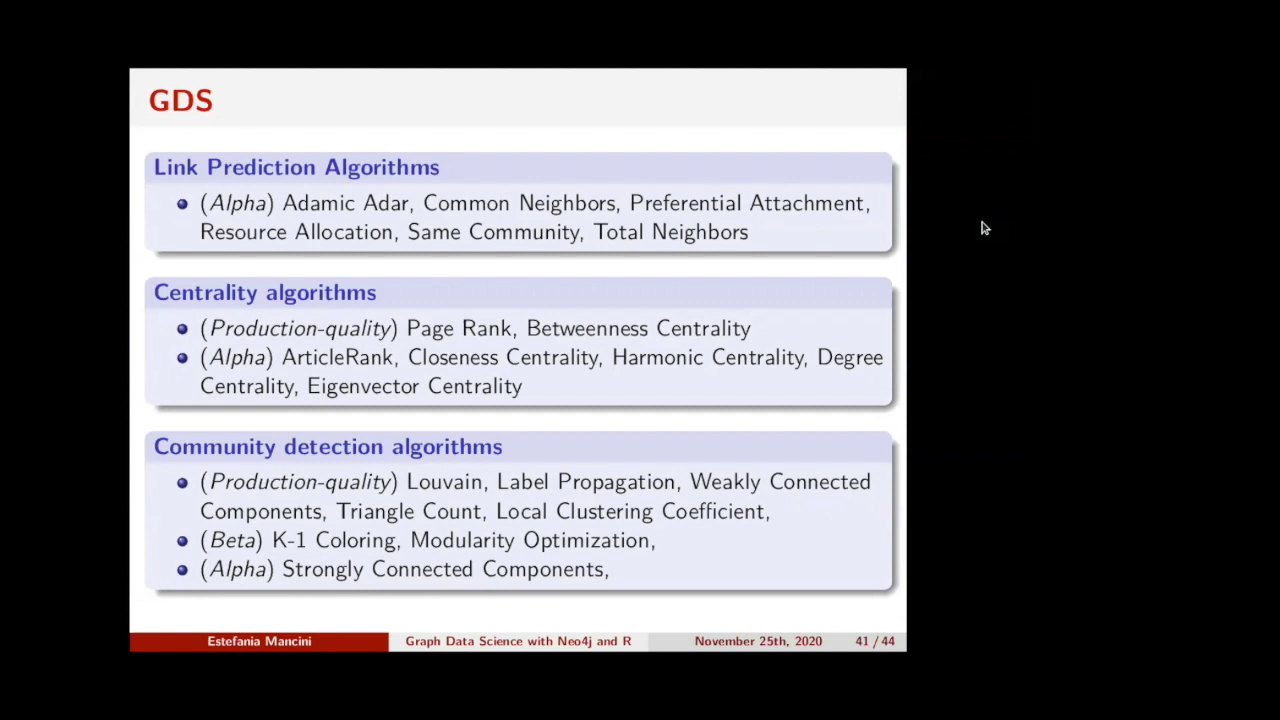 GDS
Link Prediction Algorithms
(Alpha) Adamic Adar, Common Neighbors, Preferential Attachment,
Resource Allocation, Same Community, Total Neighbors
Centrality algorithms
(Production-quality) Page Rank, Betweenness Centrality
(Alpha) ArticleRank, Closeness Centrality, Harmonic Centrality, Degree
Centrality, Eigenvector Centrality
Community detection algorithms
(Production-quality) Louvain, Label Propagation, Weakly Connected
Components, Triangle Count, Local Clustering Coefficient,
(Beta) K-1 Coloring, Modularity Optimization,
(Alpha) Strongly Connected Components,
Estefania Mancini Graph Data Science with Neo4j and R November 25th, 2020 41 / 44